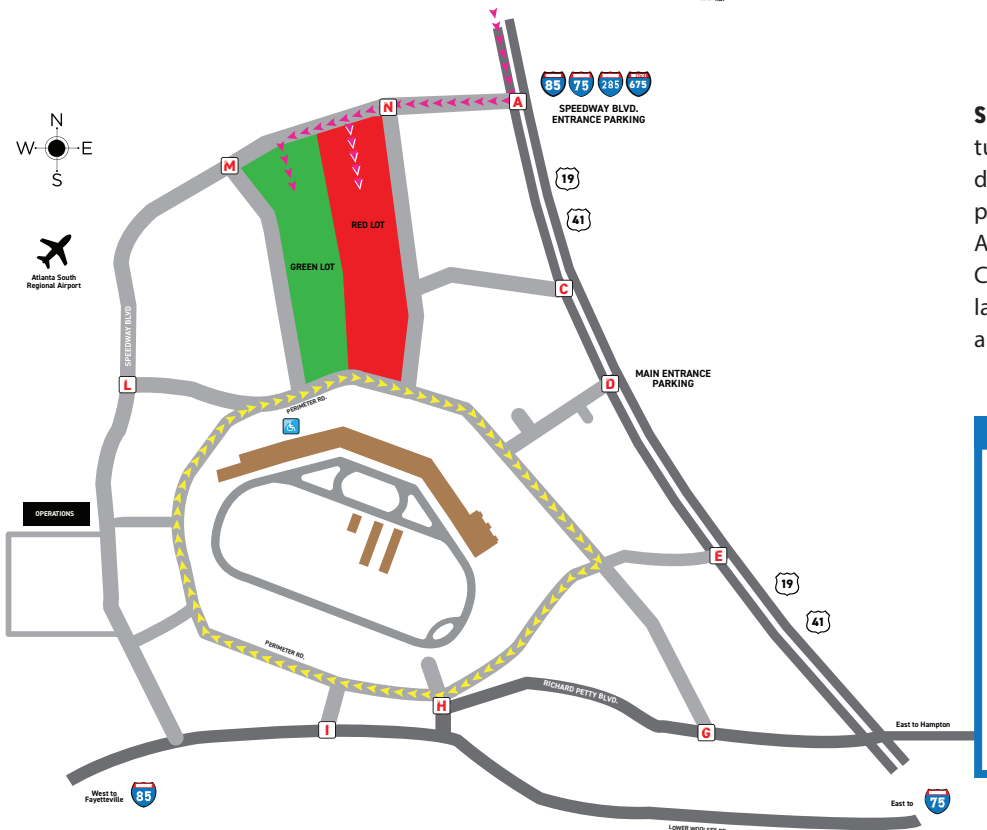 N
W
E
S
Atlanta South
Regional Airport
A
85
75
285
675
SPEEDWAY BLVD.
ENTRANCE PARKING
19
41
N
M
RED LOT
GREEN LOT
SPEEDWAY BLVD
C
L
D
MAIN ENTRANCE
PARKING
PERIMETER RD.
OPERATIONS
E
19
41
PERIMETER RD.
H
RICHARD PETTY BLVD.
I
G
East to Hampton
West to
Fayetteville
85
East to
75
S
tu
d
p
A
C
la
a